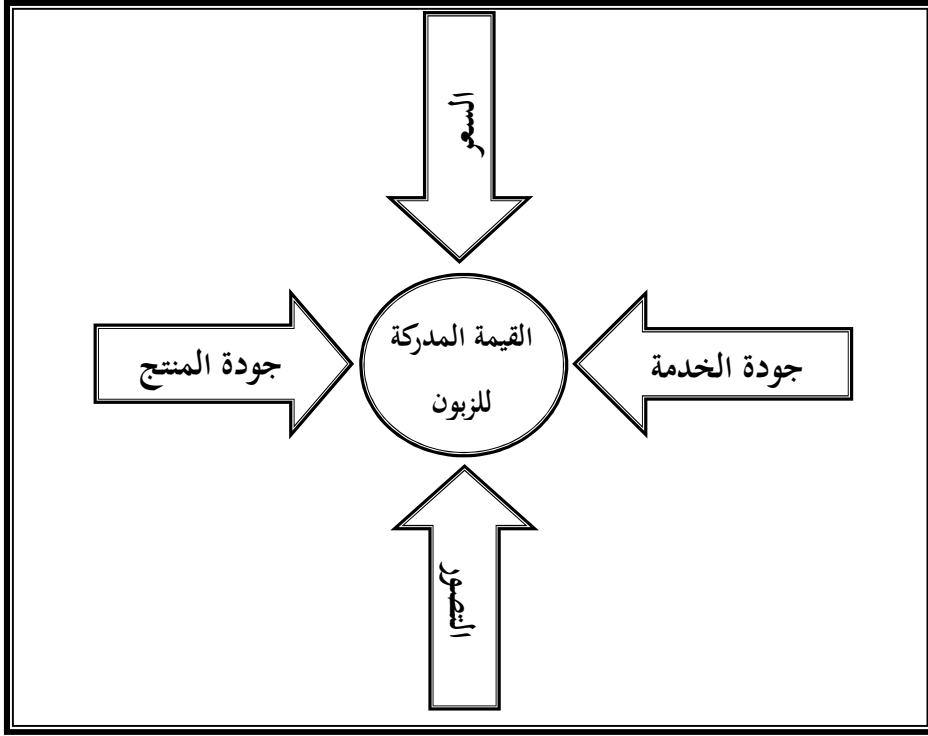 السعر
جودة الخدمة
القيمة المدركة
للزبون
جودة المنتج
التصور